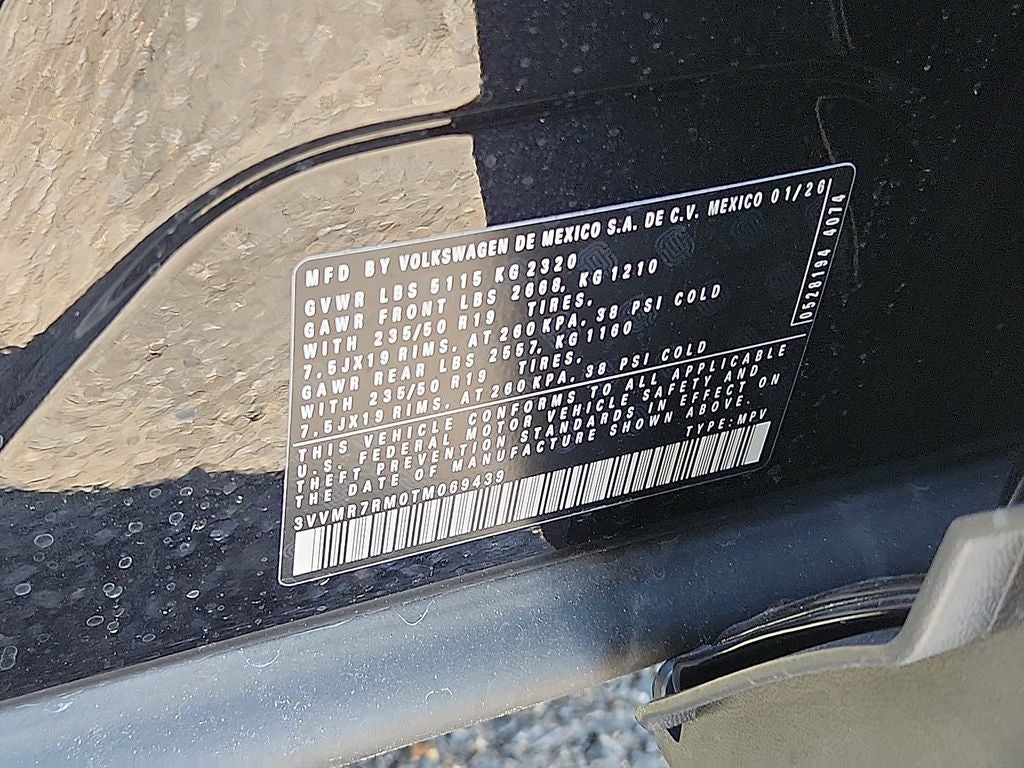 MFD BY VOLKSWAGEN DE MEXICO S.A. DE C.V. MEXICO 01/26
GVWR LBS 5115 KG 2320
GAWR FRONT LBS 2668, KG 1210
WITH 235/50 R19 TIRES,
7,5JX19 RIMS, AT 260 KPA, 38 PSI COLD
GAWR REAR LBS 2557, KG 1160
WITH 235/50 R19 TIRES,
7,5JX19 RIMS, AT 260 KPA, 38 PSI COLD
THIS VEHICLE CONFORMS TO ALL APPLICABLE
U.S. FEDERAL MOTOR VEHICLE SAFETY AND
THEFT PREVENTION STANDARDS IN EFFECT ON
THE DATE OF MANUFACTURE SHOWN ABOVE.
3VVMR7RM0TM069439 TYPE: MPV
0528194 4074